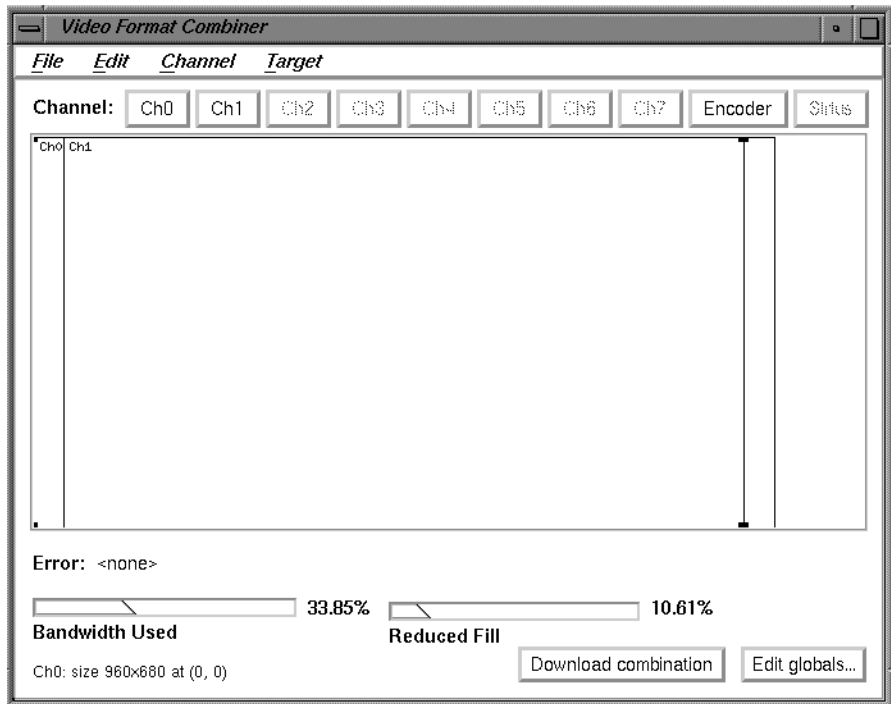 Video Format Combiner
File Edit Channel Target
Channel: Ch0 Ch1 Ch2 Ch3 Ch4 Ch5 Ch6 Ch7 Encoder Sirius
Ch0 Ch1
Error: <none>
33.85% 10.61%
Bandwidth Used Reduced Fill
Ch0: size 960x680 at (0, 0) Download combination Edit globals...